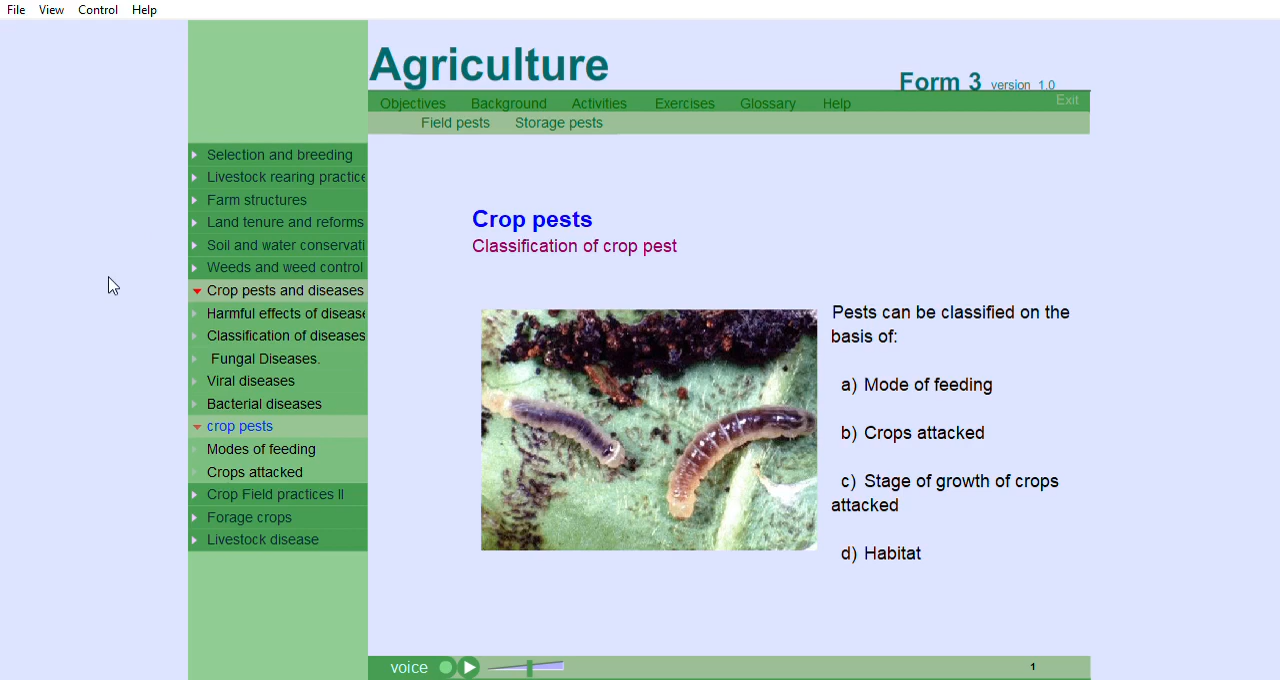 File View Control Help
Agriculture
Form 3 version 1.0
Objectives Background Activities Exercises Glossary Help Exit
Field pests Storage pests
Selection and breeding
Livestock rearing practice
Farm structures
Land tenure and reforms
Soil and water conservati
Weeds and weed control
Crop pests and diseases
Harmful effects of disease
Classification of diseases
Fungal Diseases.
Viral diseases
Bacterial diseases
crop pests
Modes of feeding
Crops attacked
Crop Field practices II
Forage crops
Livestock disease
Crop pests
Classification of crop pest
Pests can be classified on the
basis of:
a) Mode of feeding
b) Crops attacked
c) Stage of growth of crops
attacked
d) Habitat
voice
1